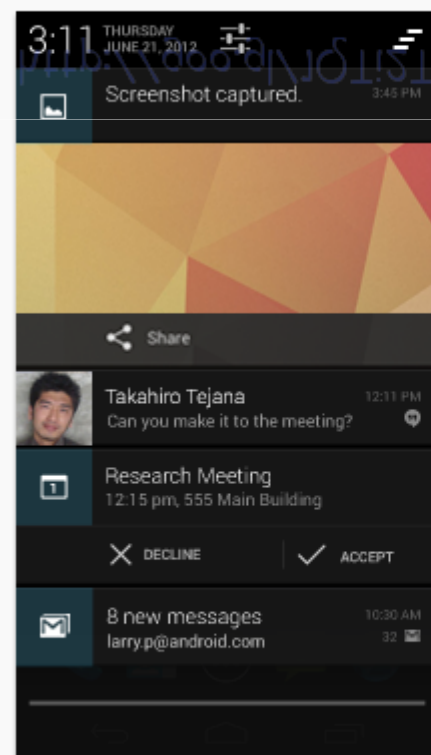 3:11 THURSDAY
JUNE 21, 2012
Screenshot captured. 3:45 PM
Share
Takahiro Tejana 12:11 PM
Can you make it to the meeting?
1
Research Meeting
12:15 pm, 555 Main Building
DECLINE ACCEPT
8 new messages 10:30 AM
larry.p@android.com 32